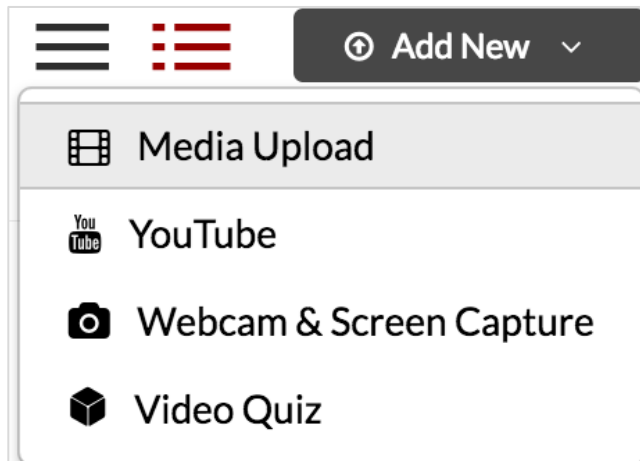 Add New
Media Upload
You
Tube
YouTube
Webcam & Screen Capture
Video Quiz